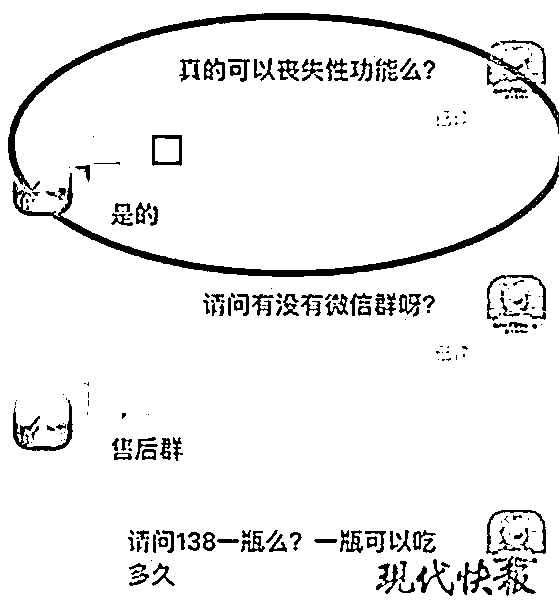 真的可以丧失性功能么?
是的
请问有没有微信群呀?
售后群
请问138一瓶么?一瓶可以吃
多久
现代快报